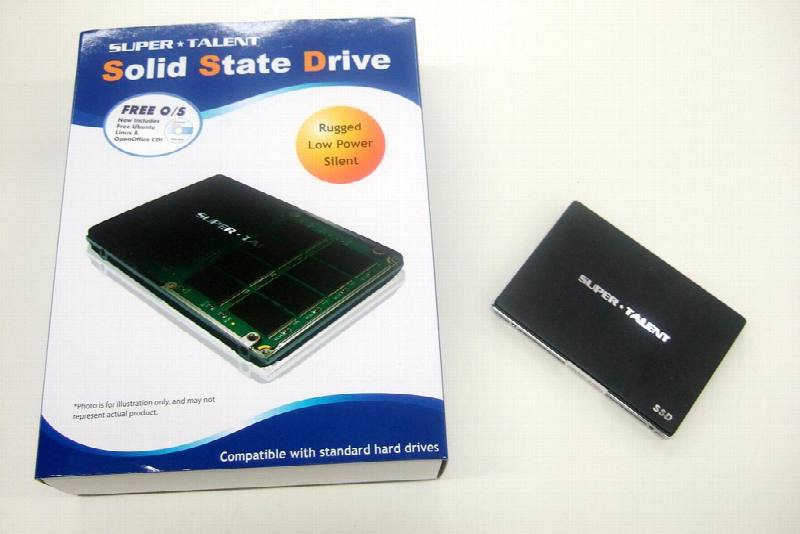 SUPER★TALENT
Solid State Drive
FREE O/S
Now Includes
Free Ubuntu
Linux &
OpenOffice CD!
Rugged
Low Power
Silent
SUPER★TAL
*Photo is for illustration only, and may not
represent actual product.
Compatible with standard hard drives
SUPER★TALENT
SSD